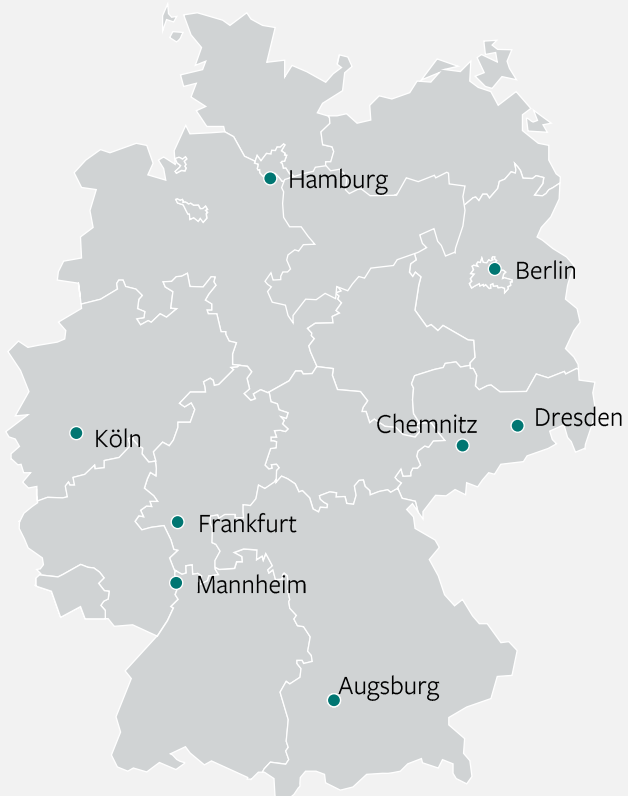 Hamburg
Berlin
Dresden
Chemnitz
Köln
Frankfurt
Mannheim
Augsburg